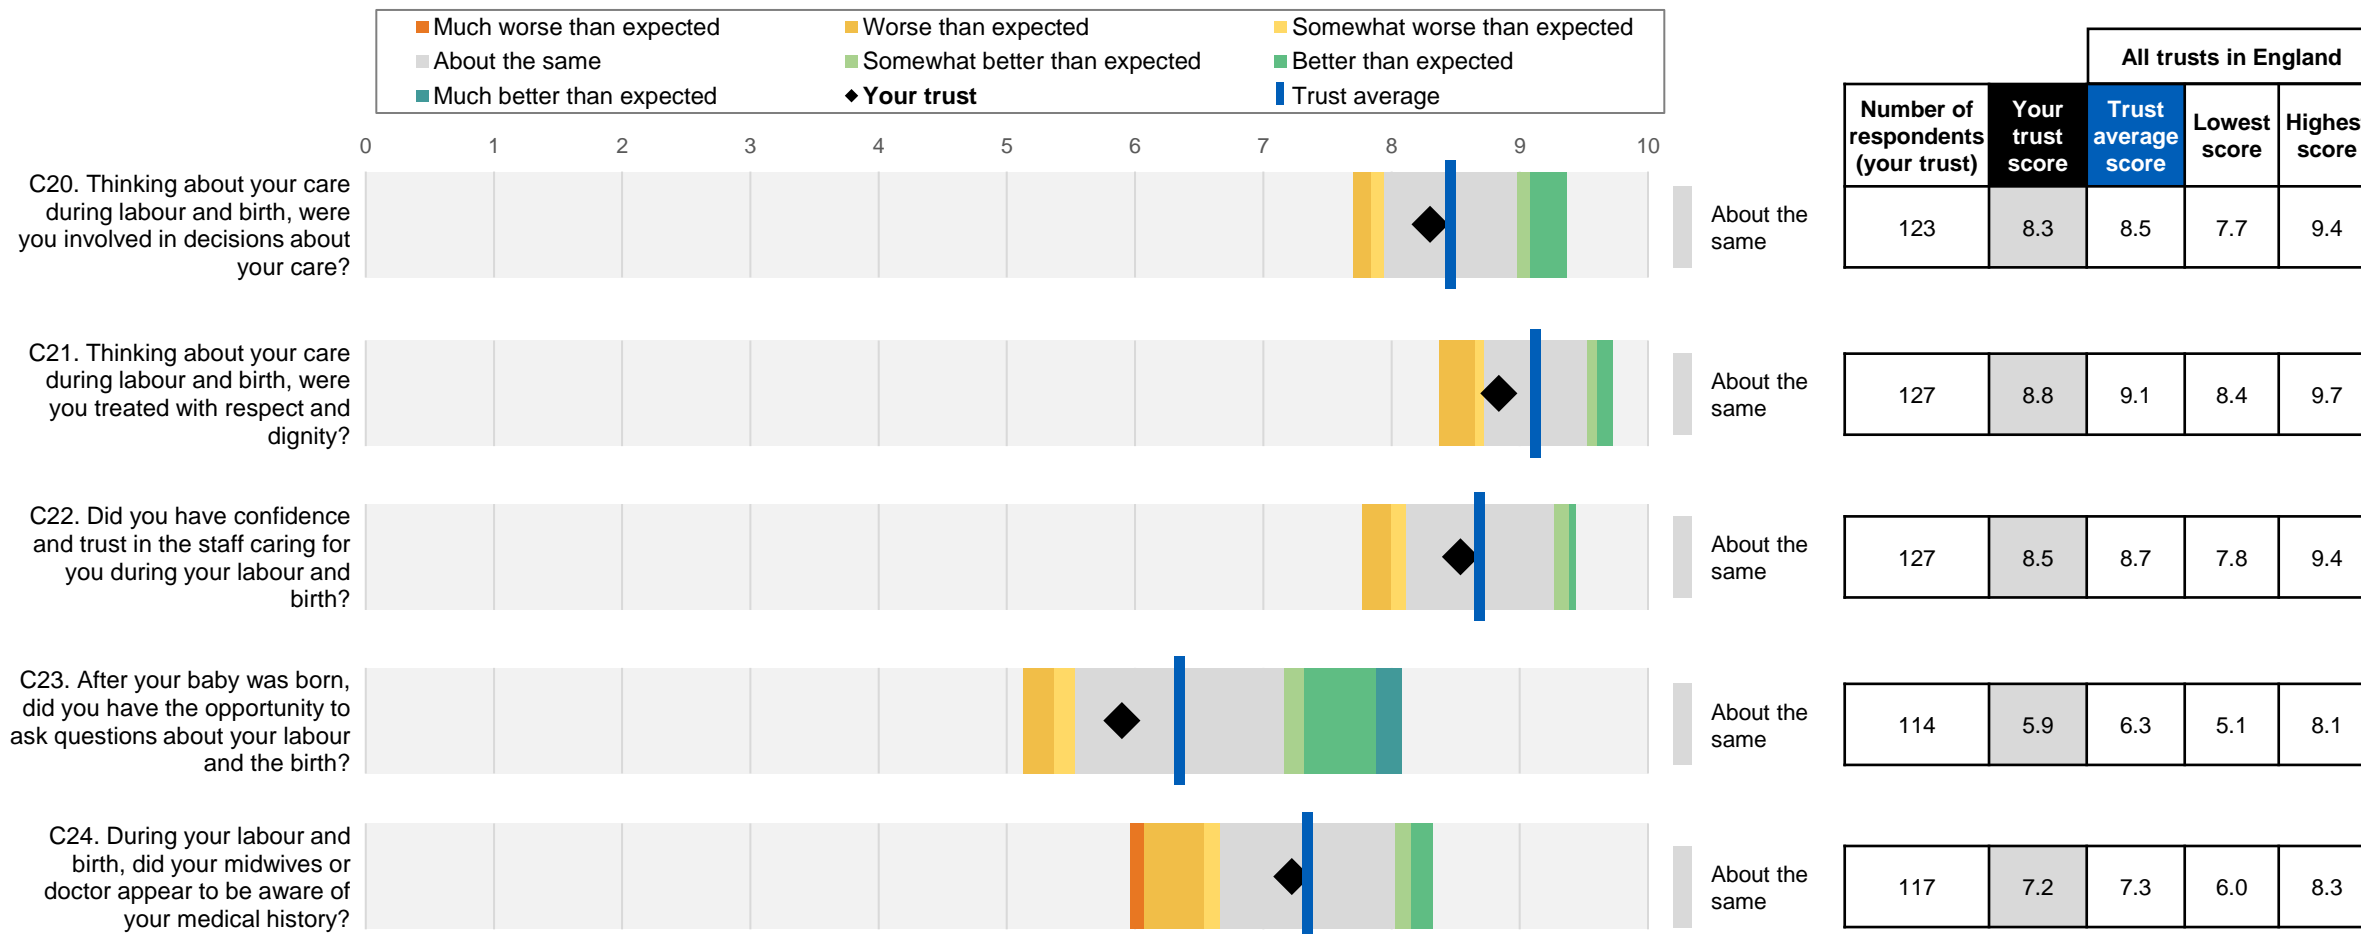 Much worse than expected
Worse than expected
Somewhat worse than expected
About the same
Somewhat better than expected
Better than expected
Much better than expected
Your trust
Trust average
0 1 2 3 4 5 6 7 8 9 10
All trusts in England
Number of respondents (your trust)
Your trust score
Trust average score
Lowest score
Highes score
C20. Thinking about your care
during labour and birth, were
you involved in decisions about
your care?
About the
same
123 8.3 8.5 7.7 9.4
C21. Thinking about your care
during labour and birth, were
you treated with respect and
dignity?
About the
same
127 8.8 9.1 8.4 9.7
C22. Did you have confidence
and trust in the staff caring for
you during your labour and
birth?
About the
same
127 8.5 8.7 7.8 9.4
C23. After your baby was born,
did you have the opportunity to
ask questions about your labour
and the birth?
About the
same
114 5.9 6.3 5.1 8.1
C24. During your labour and
birth, did your midwives or
doctor appear to be aware of
your medical history?
About the
same
117 7.2 7.3 6.0 8.3